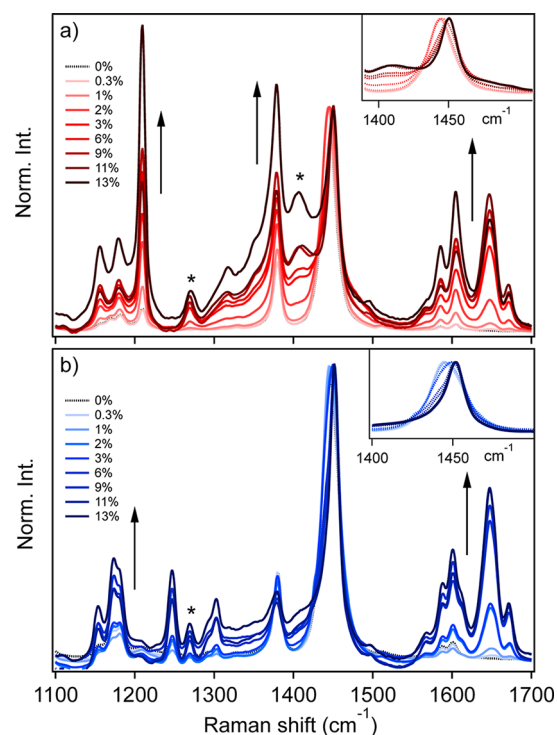 a)
0%
0.3%
1%
2%
3%
6%
9%
11%
13%
*
*
1400 1450 cm-1
Norm. Int.
b)
0%
0.3%
1%
2%
3%
6%
9%
11%
13%
*
1400 1450 cm-1
Norm. Int.
1100 1200 1300 1400 1500 1600 1700
Raman shift (cm-1)